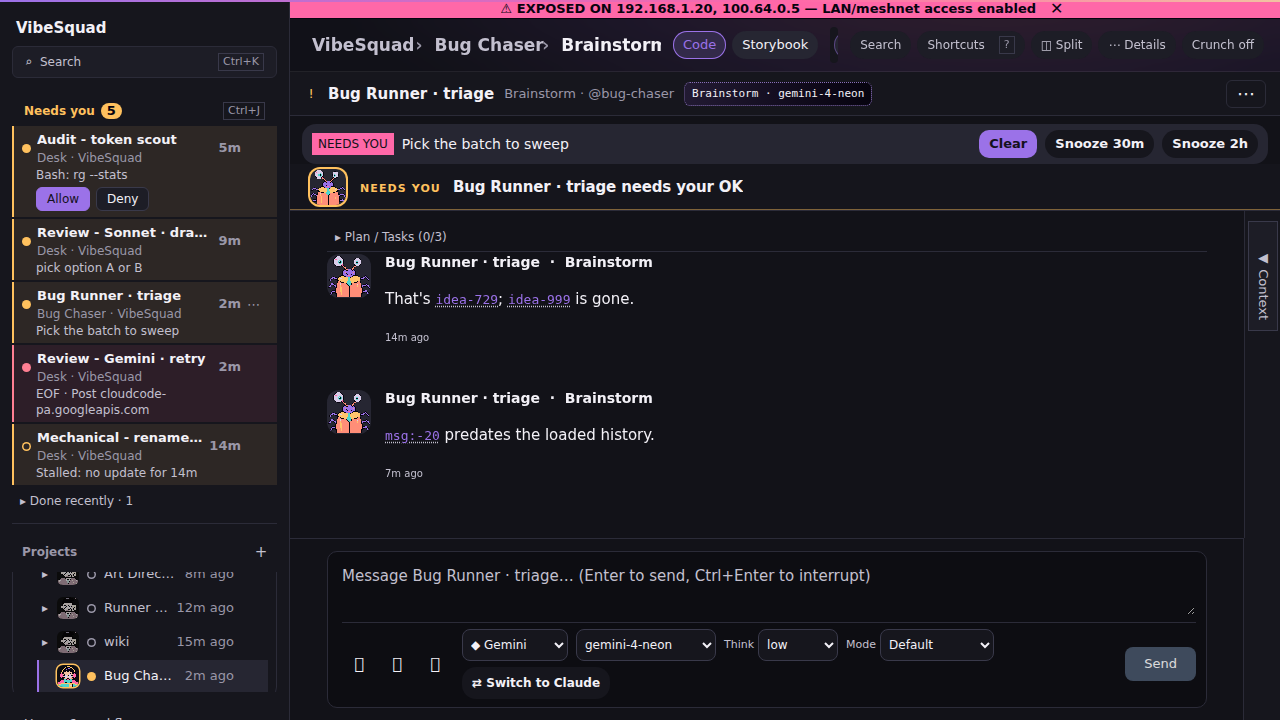 ⚠ EXPOSED ON 192.168.1.20, 100.64.0.5 — LAN/meshnet access enabled ✕
VibeSquad
Search Ctrl+K
Needs you 5 Ctrl+J
Audit - token scout 5m
Desk · VibeSquad
Bash: rg --stats
Allow Deny
Review - Sonnet · dra… 9m
Desk · VibeSquad
pick option A or B
Bug Runner · triage 2m ⋯
Bug Chaser · VibeSquad
Pick the batch to sweep
Review - Gemini · retry 2m
Desk · VibeSquad
EOF · Post cloudcode-
pa.googleapis.com
Mechanical - rename… 14m
Desk · VibeSquad
Stalled: no update for 14m
▸ Done recently · 1
Projects +
▸ Art Direc… 8m ago
▸ Runner … 12m ago
▸ wiki 15m ago
Bug Cha… 2m ago
VibeSquad › Bug Chaser › Brainstorm Code Storybook Search Shortcuts ? Split ⋯ Details Crunch off
! Bug Runner · triage Brainstorm · @bug-chaser Brainstorm · gemini-4-neon ⋯
NEEDS YOU Pick the batch to sweep Clear Snooze 30m Snooze 2h
NEEDS YOU Bug Runner · triage needs your OK
▸ Plan / Tasks (0/3)
Bug Runner · triage · Brainstorm
That's idea-729; idea-999 is gone.
14m ago
Bug Runner · triage · Brainstorm
msg:-20 predates the loaded history.
7m ago
◀ Context
Message Bug Runner · triage… (Enter to send, Ctrl+Enter to interrupt)
◆ Gemini gemini-4-neon Think low Mode Default
⇄ Switch to Claude
Send